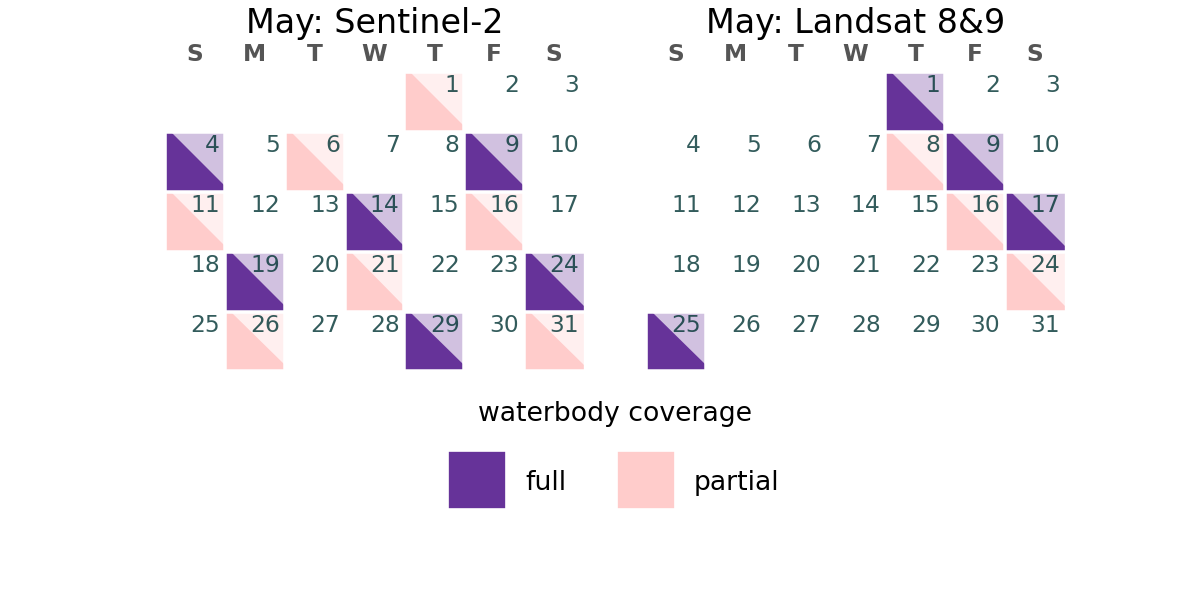 May: Sentinel-2
S M T W T F S
1 2 3
4 5 6 7 8 9 10
11 12 13 14 15 16 17
18 19 20 21 22 23 24
25 26 27 28 29 30 31
May: Landsat 8&9
S M T W T F S
1 2 3
4 5 6 7 8 9 10
11 12 13 14 15 16 17
18 19 20 21 22 23 24
25 26 27 28 29 30 31
waterbody coverage
full partial